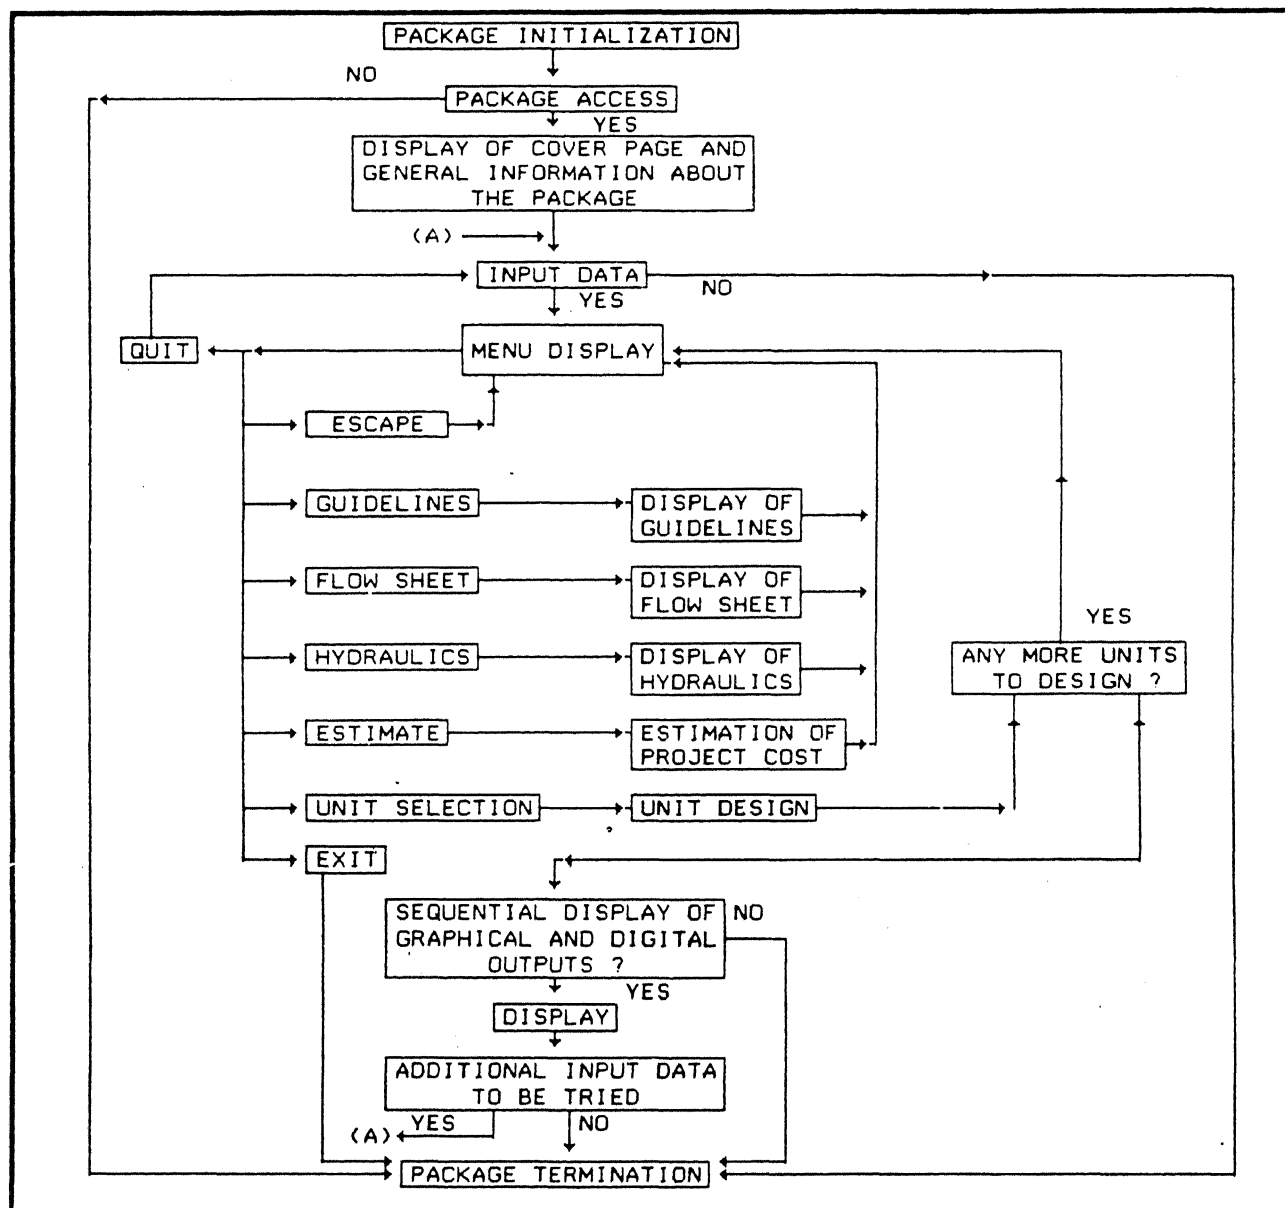 PACKAGE INITIALIZATION
NO
PACKAGE ACCESS
YES
DISPLAY OF COVER PAGE AND
GENERAL INFORMATION ABOUT
THE PACKAGE
(A)
INPUT DATA
NO
YES
QUIT
MENU DISPLAY
ESCAPE
GUIDELINES
DISPLAY OF
GUIDELINES
FLOW SHEET
DISPLAY OF
FLOW SHEET
YES
HYDRAULICS
DISPLAY OF
HYDRAULICS
ANY MORE UNITS
TO DESIGN ?
ESTIMATE
ESTIMATION OF
PROJECT COST
UNIT SELECTION
UNIT DESIGN
EXIT
SEQUENTIAL DISPLAY OF
GRAPHICAL AND DIGITAL
OUTPUTS ?
NO
YES
DISPLAY
ADDITIONAL INPUT DATA
TO BE TRIED
YES
NO
(A)
PACKAGE TERMINATION